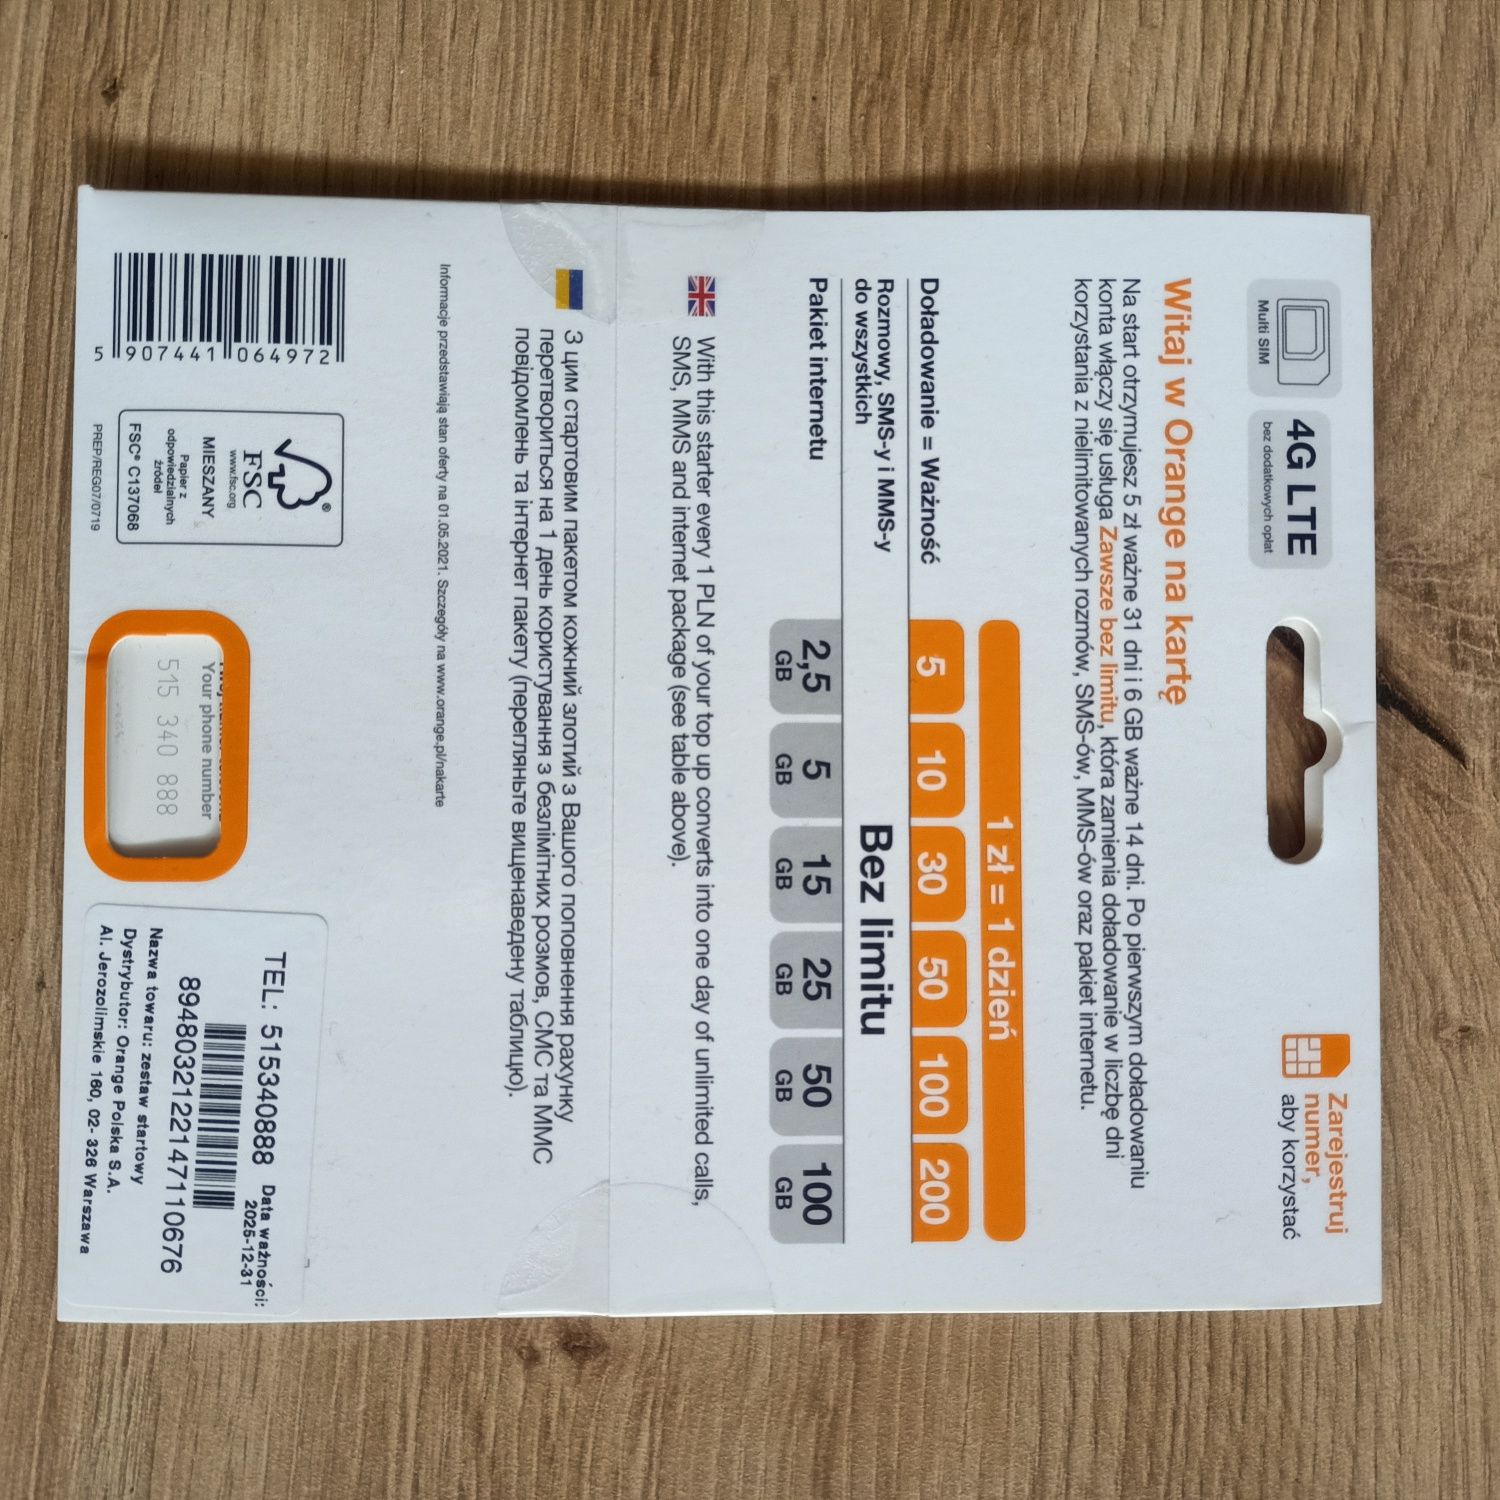 Multi SIM
4G LTE
bez dodatkowych opłat
Zarejestruj
numer,
aby korzystać
Witaj w Orange na kartę
Na start otrzymujesz 5 zł ważne 31 dni i 6 GB ważne 14 dni. Po pierwszym doładowaniu
konta włączy się usługa Zawsze bez limitu, która zamienia doładowanie w liczbę dni
korzystania z nielimitowanych rozmów, SMS-ów, MMS-ów oraz pakiet internetu.
1 zł = 1 dzień
Doładowanie = Ważność 5 10 30 50 100 200
Rozmowy, SMS-y i MMS-y
do wszystkich
Bez limitu
Pakiet internetu 2,5 GB 5 GB 15 GB 25 GB 50 GB 100 GB
With this starter every 1 PLN of your top up converts into one day of unlimited calls,
SMS, MMS and internet package (see table above).
З цим стартовим пакетом кожний злотий з Вашого поповнення рахунку
перетвориться на 1 день користування з безлімітних розмов, СМС та ММС
повідомлень та інтернет пакету (перегляньте вищенаведену таблицю).
Informacje przedstawiają stan oferty na 01.05.2021. Szczegóły na www.orange.pl/nakarte
5 907441 064972
®
FSC
www.fsc.org
MIESZANY
Papier z
odpowiedzialnych
źródeł
FSC® C137068
PREP/REG07/0719
Your phone number
515 340 888
TEL: 515340888
Data ważności:
2025-12-31
8948032122147110676
Nazwa towaru: zestaw startowy
Dystrybutor: Orange Polska S.A.
Al. Jerozolimskie 160, 02- 326 Warszawa